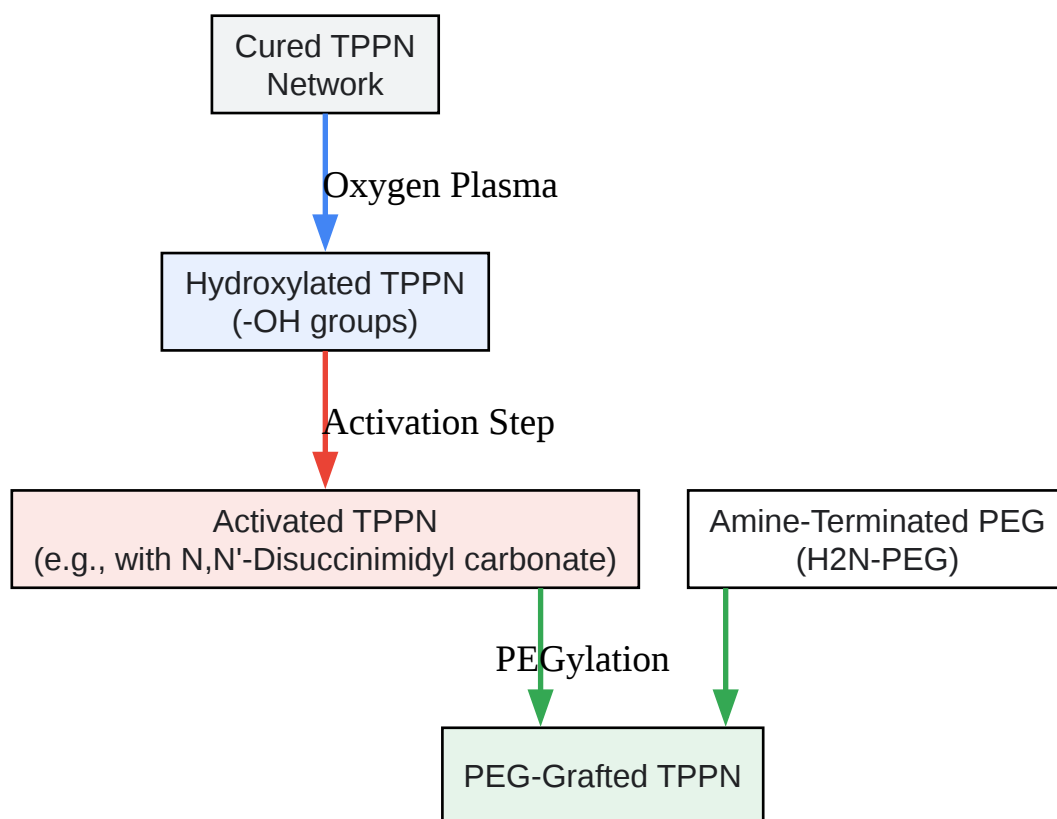 Cured TPPN
Network
Oxygen Plasma
Hydroxylated TPPN
(-OH groups)
Activation Step
Activated TPPN
(e.g., with N,N'-Disuccinimidyl carbonate)
Amine-Terminated PEG
(H2N-PEG)
PEGylation
PEG-Grafted TPPN